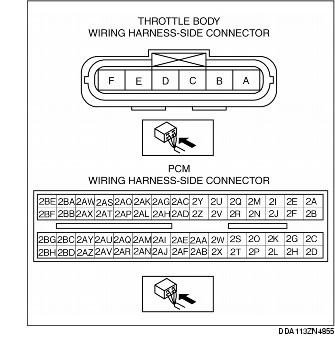 THROTTLE BODY
WIRING HARNESS-SIDE CONNECTOR
F E D C B A
PCM
WIRING HARNESS-SIDE CONNECTOR
2BE 2BA 2AW 2AS 2AO 2AK 2AG 2AC 2Y 2U 2Q 2M 2I 2E 2A
2BF 2BB 2AX 2AT 2AP 2AL 2AH 2AD 2Z 2V 2R 2N 2J 2F 2B
2BG 2BC 2AY 2AU 2AQ 2AM 2AI 2AE 2AA 2W 2S 2O 2K 2G 2C
2BH 2BD 2AZ 2AV 2AR 2AN 2AJ 2AF 2AB 2X 2T 2P 2L 2H 2D
DDA113ZN4855